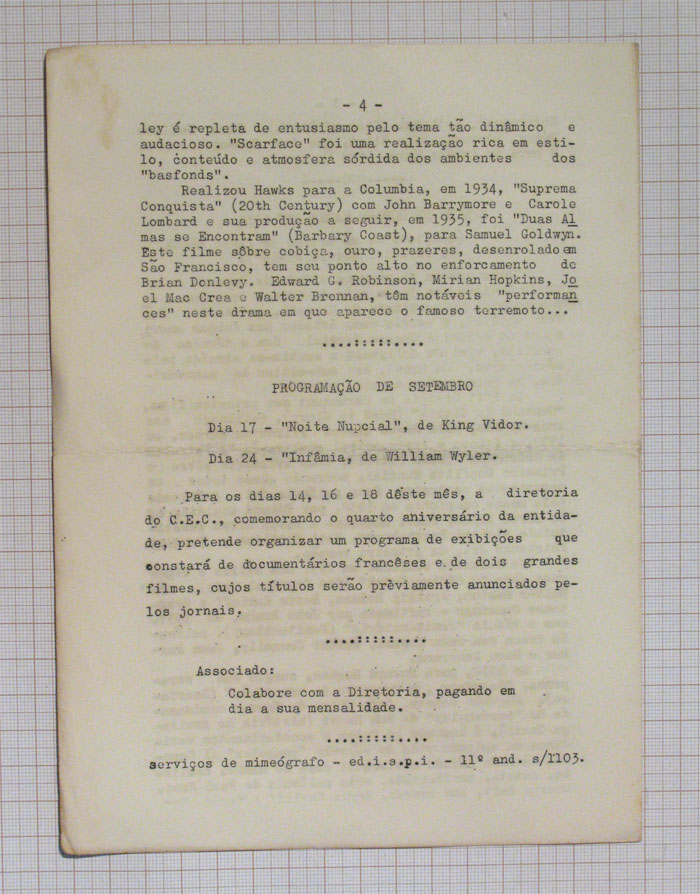 - 4 -
ley é repleta de entusiasmo pelo tema tão dinâmico e
audacioso. "Scarface" foi uma realização rica em esti-
lo, conteúdo e atmosfera sórdida dos ambientes dos
"basfonds".
Realizou Hawks para a Columbia, em 1934, "Suprema
Conquista" (20th Century) com John Barrymore e Carole
Lombard e sua produção a seguir, em 1935, foi "Duas Al
mas se Encontram" (Barbary Coast), para Samuel Goldwyn.
Este filme sôbre cobiça, ouro, prazeres, desenrolado em
São Francisco, tem seu ponto alto no enforcamento de
Brian Donlevy. Edward G. Robinson, Mirian Hopkins, Jo
el Mac Crea e Walter Brennan, têm notáveis "performan
ces" neste drama em que aparece o famoso terremoto...
....:::::....
PROGRAMAÇÃO DE SETEMBRO
Dia 17 - "Noite Nupcial", de King Vidor.
Dia 24 - "Infâmia, de William Wyler.
Para os dias 14, 16 e 18 dêste mês, a diretoria
do C.E.C., comemorando o quarto aniversário da entida-
de, pretende organizar um programa de exibições que
constará de documentários francêses e de dois grandes
filmes, cujos títulos serão prèviamente anunciados pe-
los jornais.
....:::::....
Associado:
Colabore com a Diretoria, pagando em
dia a sua mensalidade.
....:::::....
serviços de mimeógrafo - ed.i.a.p.i. - 11º and. s/1103.